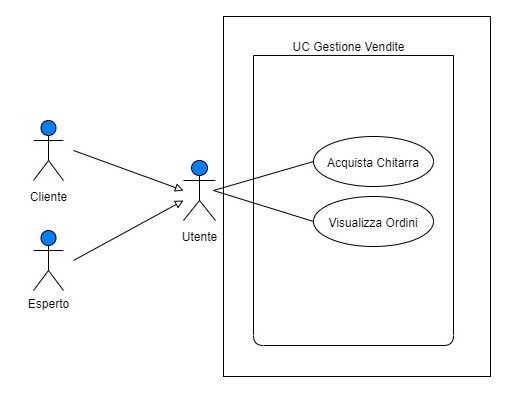 UC Gestione Vendite
Acquista Chitarra
Cliente
Utente
Visualizza Ordini
Esperto